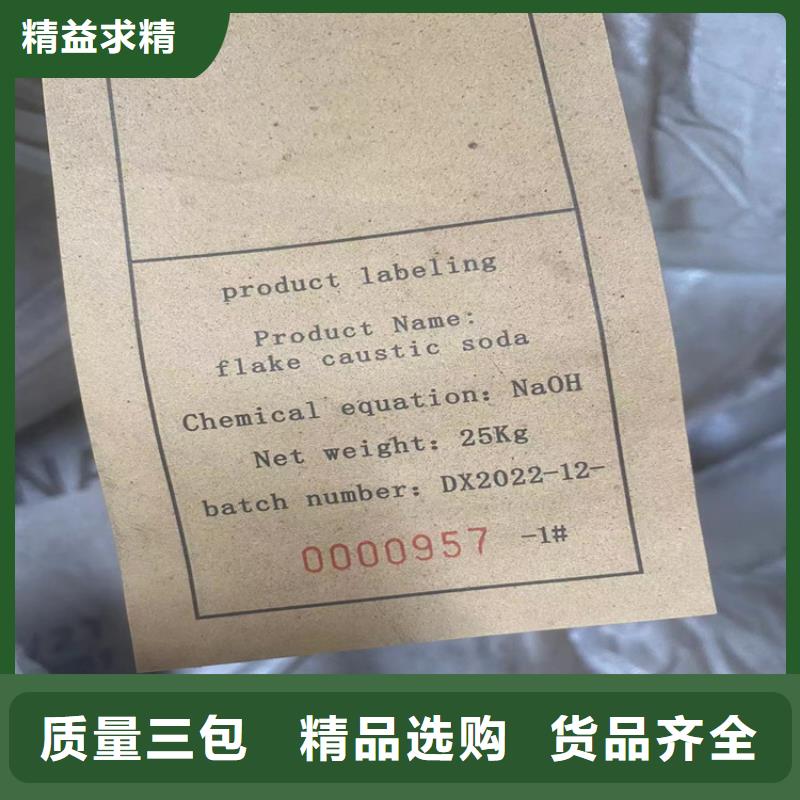 精益求精
product labeling
Product Name:
flake caustic soda
Chemical equation: NaOH
Net weight: 25Kg
batch number: DX2022-12-
0000957 -1#
质量三包 精品选购 货品齐全